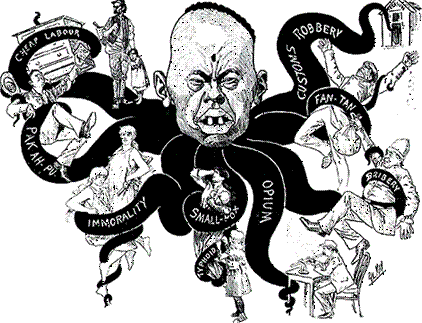 CHEAP LABOUR
PAK AH-PU
IMMORALITY
SMALL-POX
TYPHOID
OPIUM
CUSTOMS ROBBERY
FAN-TAN
BRIBERY